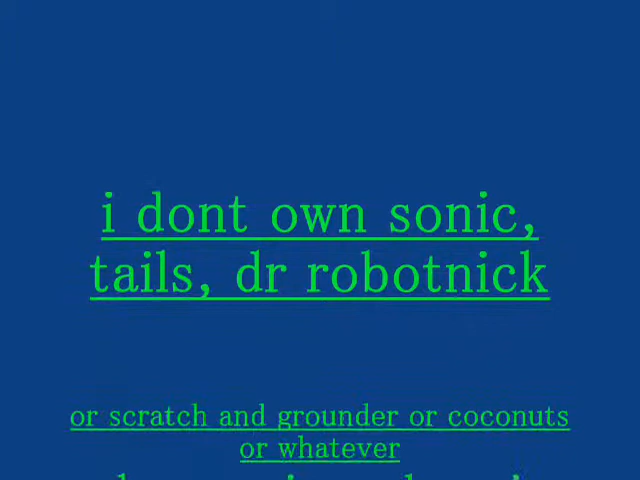 i dont own sonic,
tails, dr robotnick
or scratch and grounder or coconuts
or whatever